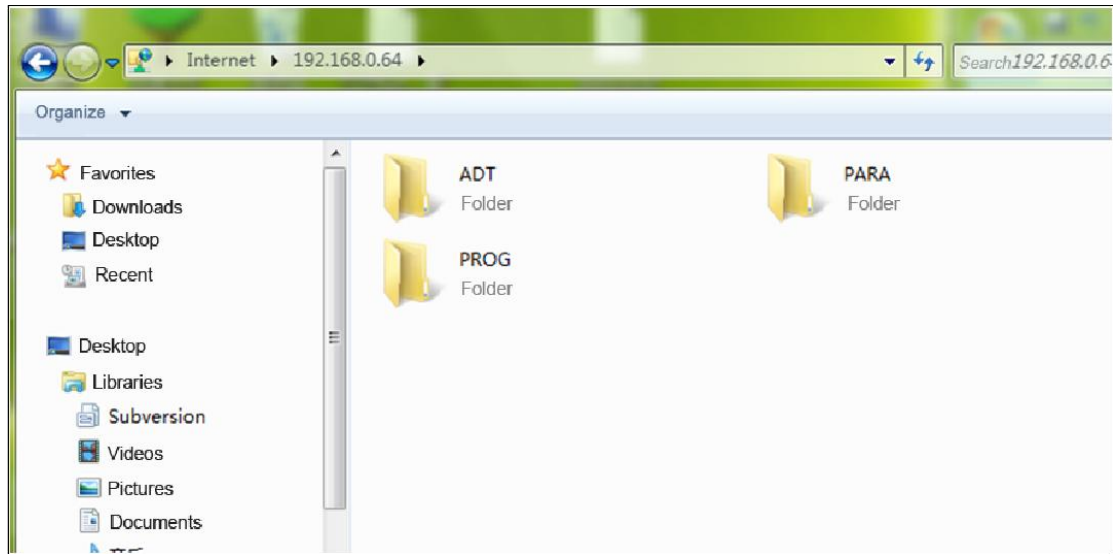 Internet 192.168.0.64
Search192.168.0.6
Organize
Favorites
Downloads
Desktop
Recent
Desktop
Libraries
Subversion
Videos
Pictures
Documents
ADT
Folder
PARA
Folder
PROG
Folder